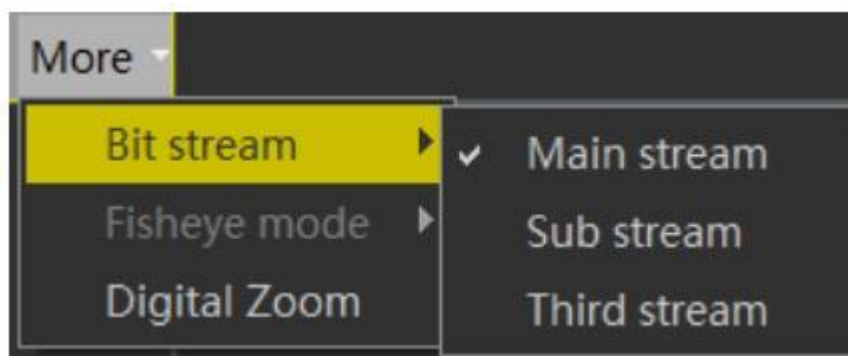 More
Bit stream
Fisheye mode
Digital Zoom
Main stream
Sub stream
Third stream